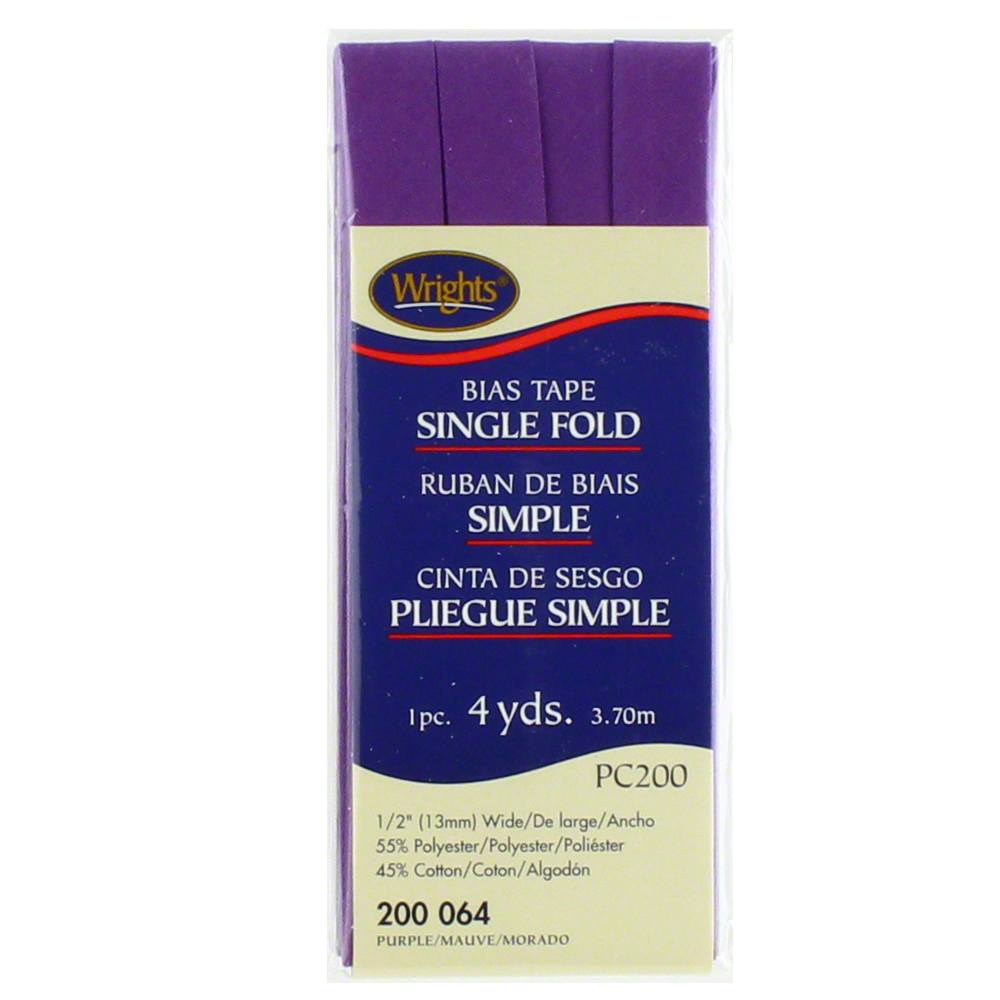 Wrights®
BIAS TAPE
SINGLE FOLD
RUBAN DE BIAIS
SIMPLE
CINTA DE SESGO
PLIEGUE SIMPLE
1 pc. 4 yds. 3.70m
PC200
1/2" (13mm) Wide/De large/Ancho
55% Polyester/Polyester/Poliéster
45% Cotton/Coton/Algodón
200 064
PURPLE/MAUVE/MORADO